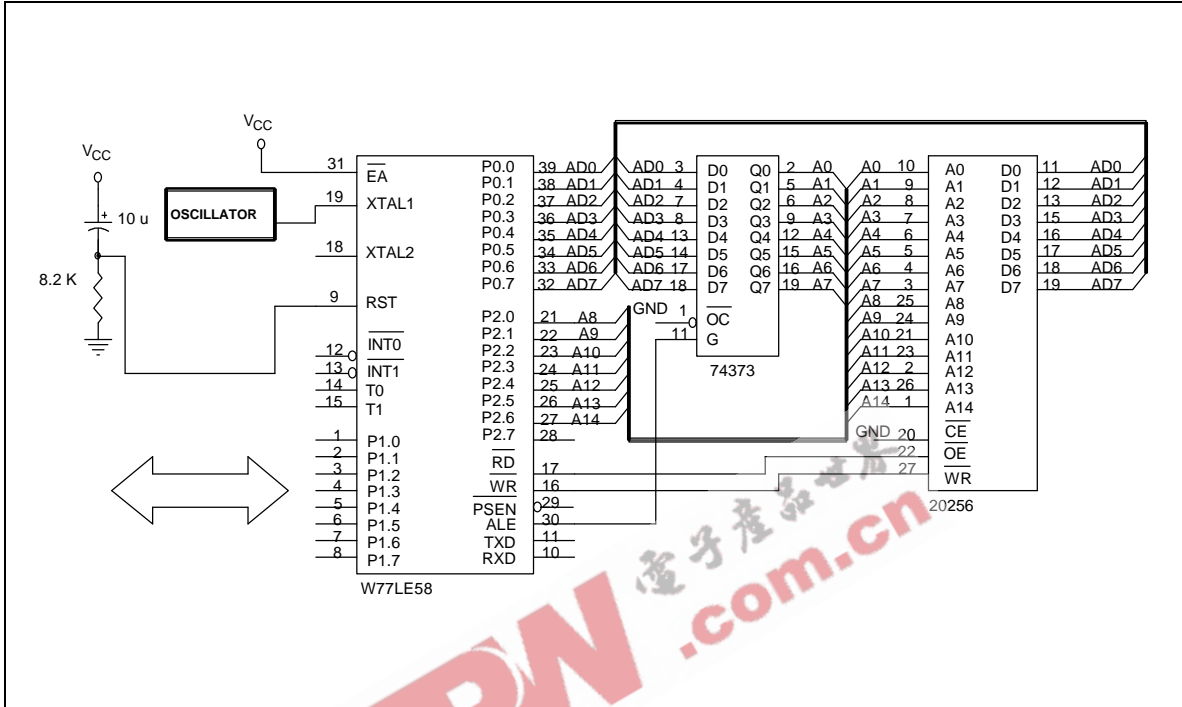 VCC
VCC
10 u
8.2 K
OSCILLATOR
31 EA
19 XTAL1
18 XTAL2
9 RST
12 INT0
13 INT1
14 T0
15 T1
1 P1.0
2 P1.1
3 P1.2
4 P1.3
5 P1.4
6 P1.5
7 P1.6
8 P1.7
P0.0 39 AD0
P0.1 38 AD1
P0.2 37 AD2
P0.3 36 AD3
P0.4 35 AD4
P0.5 34 AD5
P0.6 33 AD6
P0.7 32 AD7
P2.0 21 A8
P2.1 22 A9
P2.2 23 A10
P2.3 24 A11
P2.4 25 A12
P2.5 26 A13
P2.6 27 A14
P2.7 28
RD 17
WR 16
PSEN 29
ALE 30
TXD 11
RXD 10
W77LE58
AD0 3 D0 Q0 2 A0
AD1 4 D1 Q1 5 A1
AD2 7 D2 Q2 6 A2
AD3 8 D3 Q3 9 A3
AD4 13 D4 Q4 12 A4
AD5 14 D5 Q5 15 A5
AD6 17 D6 Q6 16 A6
AD7 18 D7 Q7 19 A7
GND 1 OC
11 G
74373
A0 10 A0 D0 11 AD0
A1 9 A1 D1 12 AD1
A2 8 A2 D2 13 AD2
A3 7 A3 D3 15 AD3
A4 6 A4 D4 16 AD4
A5 5 A5 D5 17 AD5
A6 4 A6 D6 18 AD6
A7 3 A7 D7 19 AD7
A8 25 A8
A9 24 A9
A10 21 A10
A11 23 A11
A12 2 A12
A13 26 A13
A14 1 A14
GND 20 CE
22 OE
27 WR
20256
電子產品世界
.com.cn